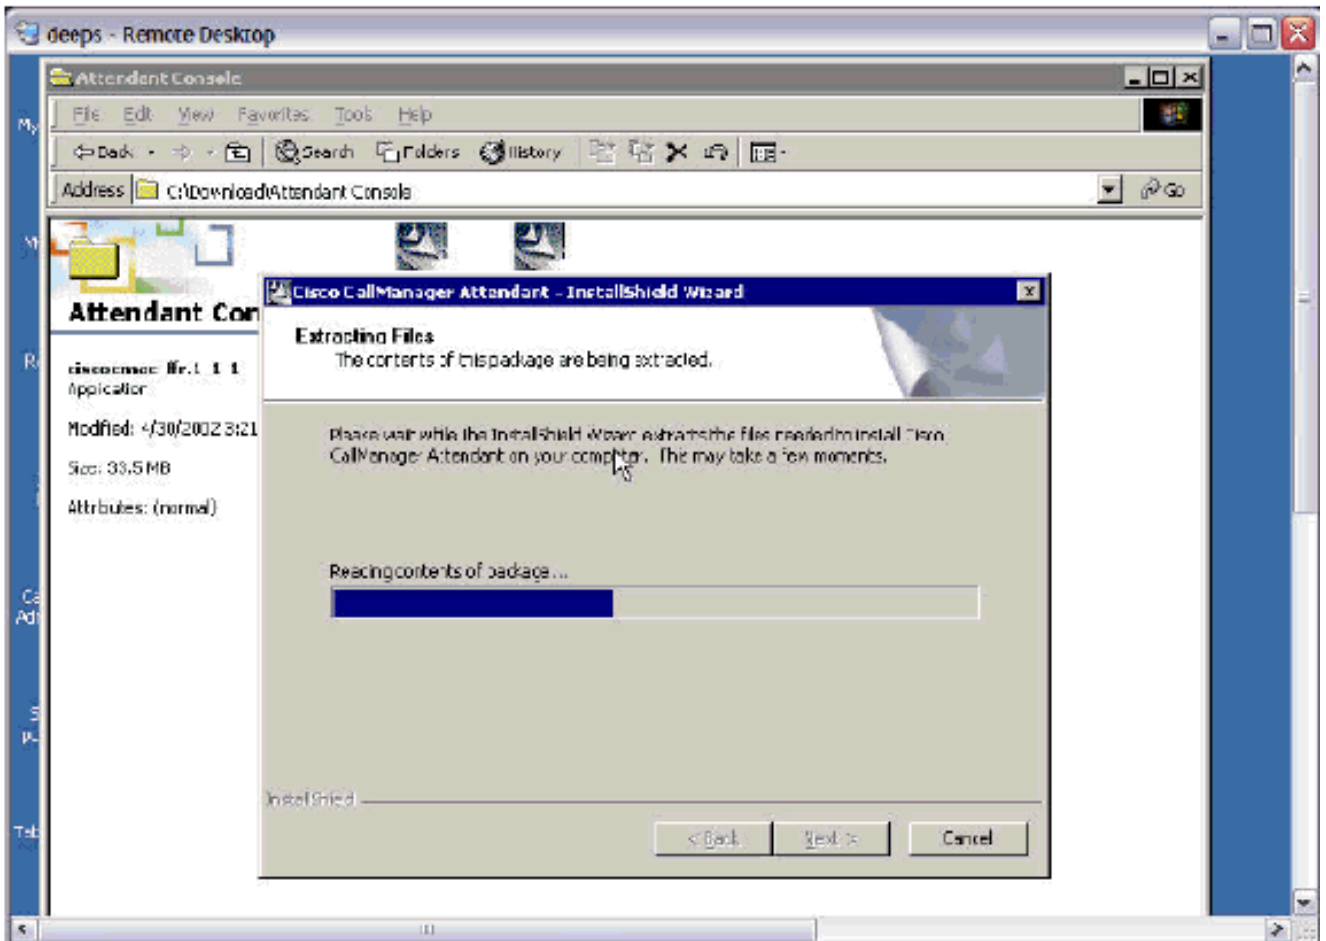 deeps - Remote Desktop
Attendant Console
File Edit View Favorites Tools Help
Back Search Folders History
Address C:\Download\Attendant Console Go
Attendant Con
Application
Modified: 4/30/2002 3:21
Size: 33.5 MB
Attributes: (normal)
Cisco CallManager Attendant - InstallShield Wizard
Extracting Files
The contents of this package are being extracted.
Please wait while the InstallShield Wizard extracts the files needed to install Cisco
CallManager Attendant on your computer. This may take a few moments.
Reading contents of package...
InstallShield
< Back Next > Cancel
My
Tab